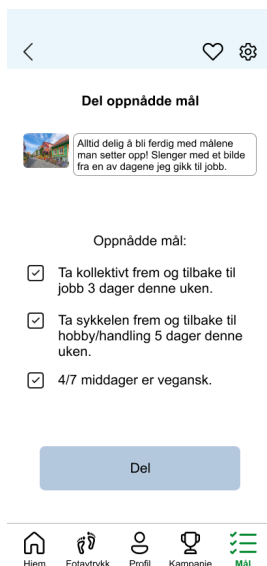 Del oppnådde mål
Alltid delig å bli ferdig med målene
man setter opp! Slenger med et bilde
fra en av dagene jeg gikk til jobb.
Oppnådde mål:
Ta kollektivt frem og tilbake til
jobb 3 dager denne uken.
Ta sykkelen frem og tilbake til
hobby/handling 5 dager denne
uken.
4/7 middager er vegansk.
Del
Hjem Fotavtrykk Profil Kampanje Mål